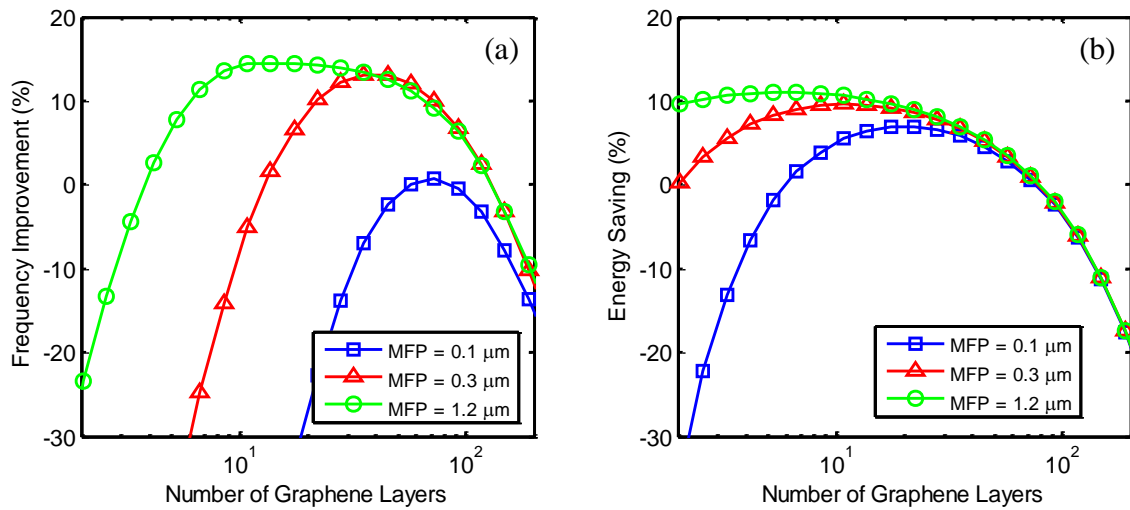 (a)
Frequency Improvement (%)
20
10
0
-10
-20
-30
10^1
10^2
Number of Graphene Layers
MFP = 0.1 μm
MFP = 0.3 μm
MFP = 1.2 μm
(b)
Energy Saving (%)
20
10
0
-10
-20
-30
10^1
10^2
Number of Graphene Layers
MFP = 0.1 μm
MFP = 0.3 μm
MFP = 1.2 μm